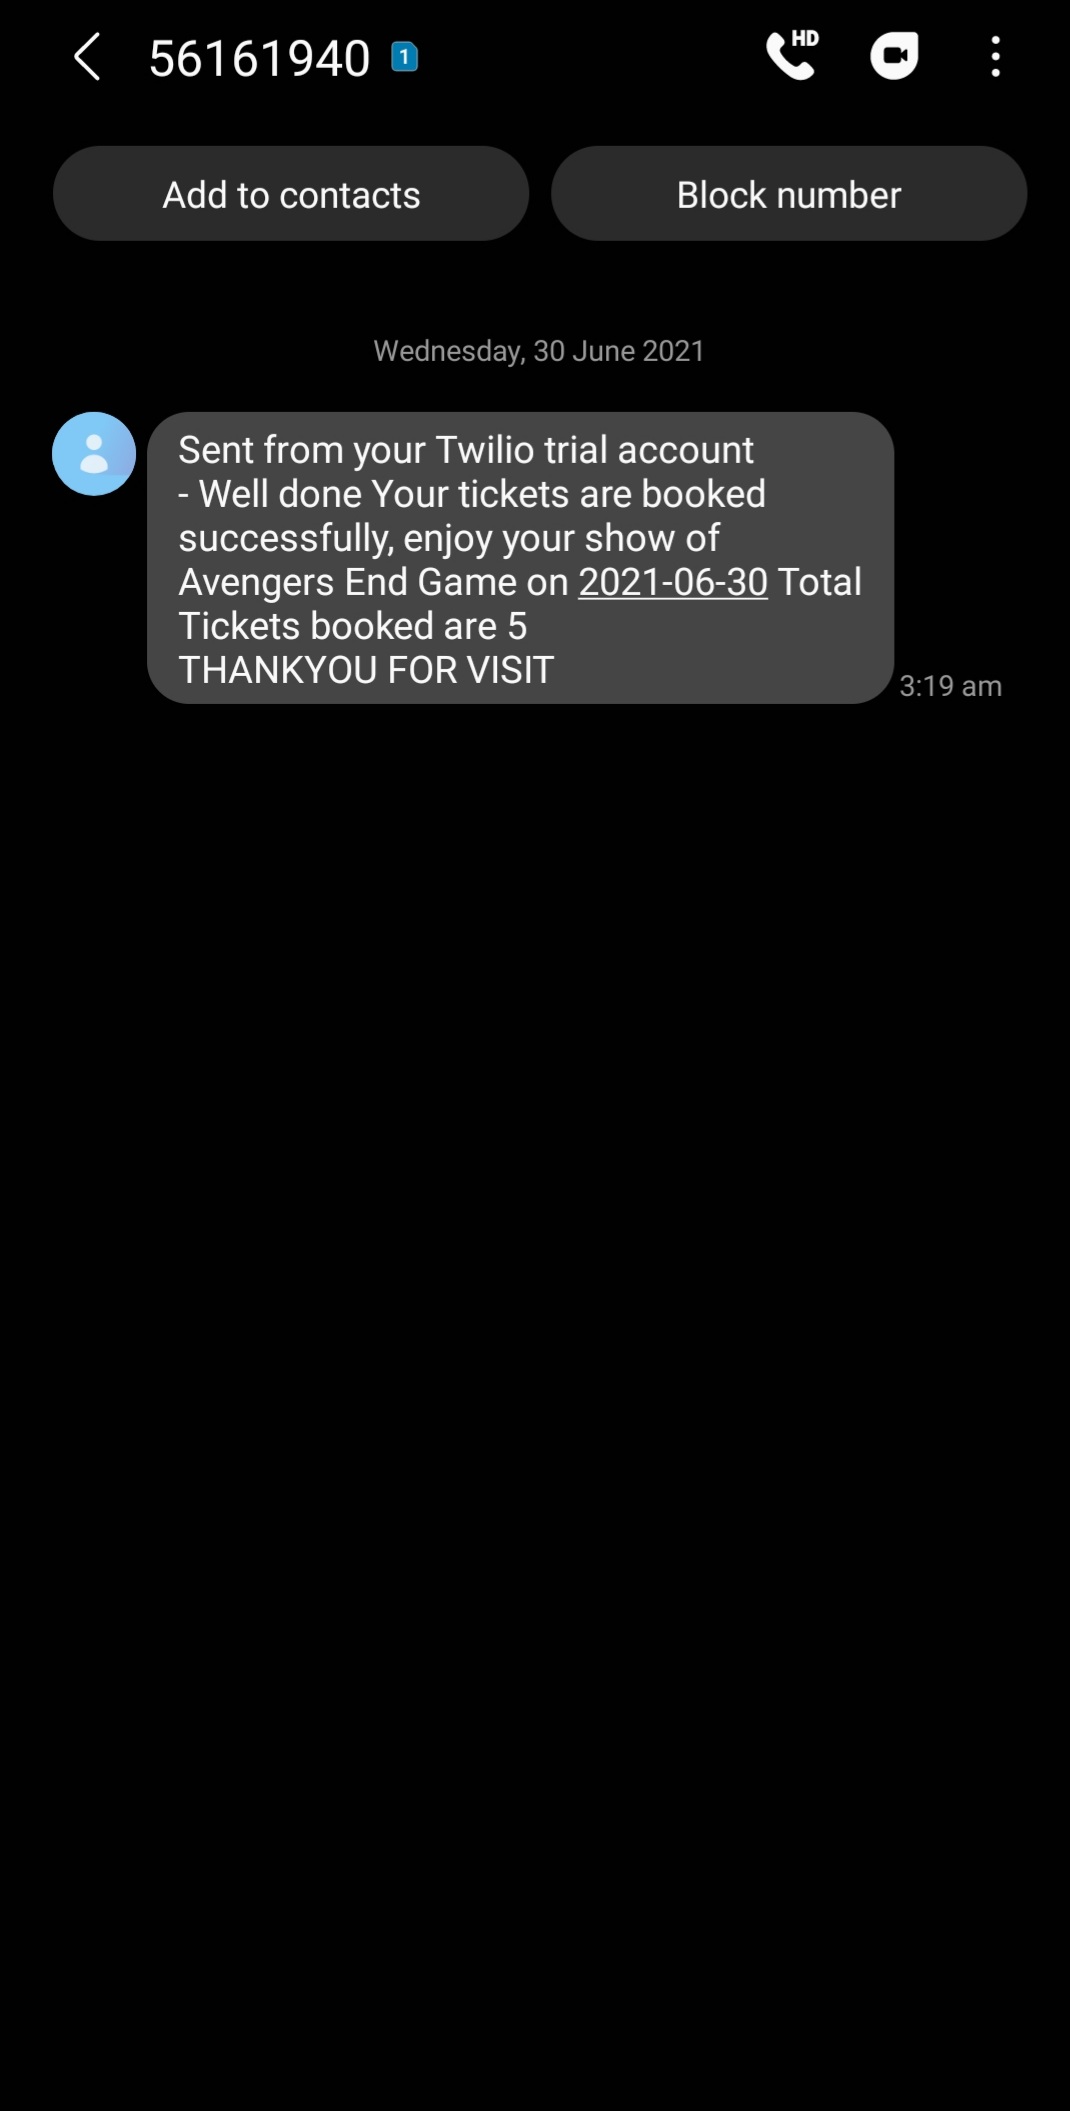 56161940 1
HD
Add to contacts
Block number
Wednesday, 30 June 2021
Sent from your Twilio trial account
- Well done Your tickets are booked
successfully, enjoy your show of
Avengers End Game on 2021-06-30 Total
Tickets booked are 5
THANKYOU FOR VISIT
3:19 am